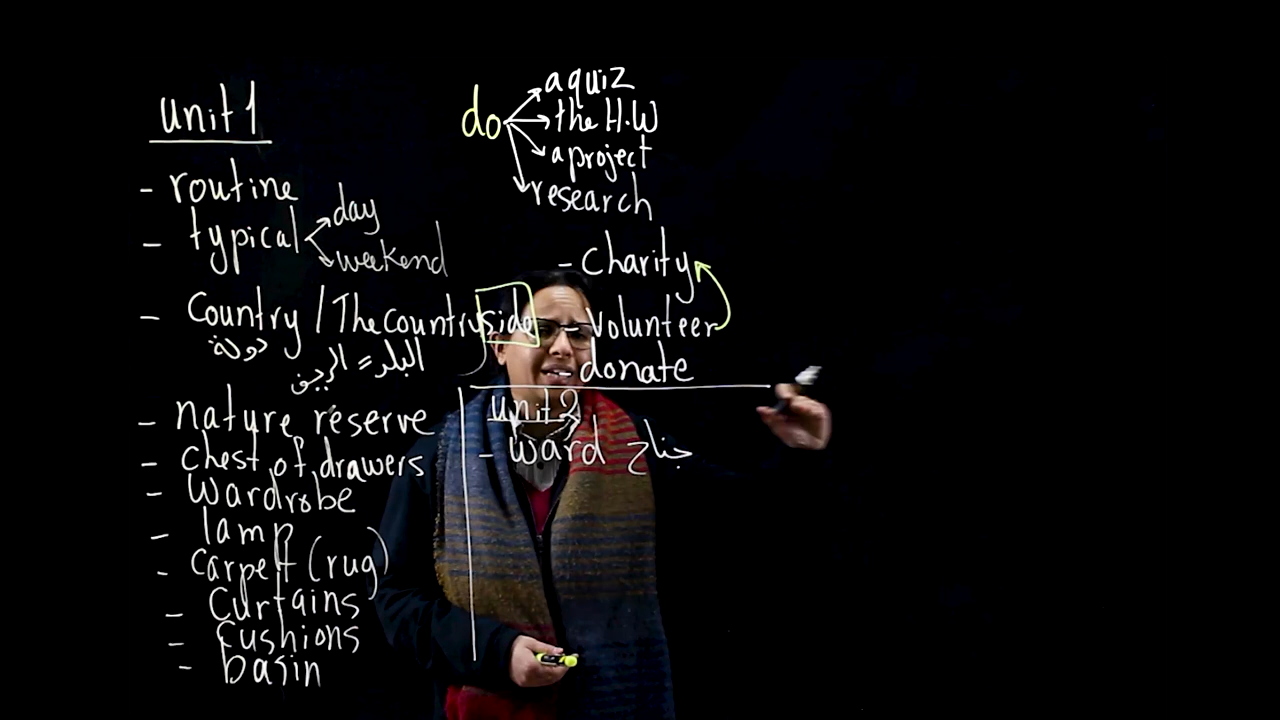 unit 1
- routine
- typical
day
weekend
- Country / The Countryside
دولة
البلد = الريف
- nature reserve
- chest of drawers
- wardrobe
- lamp
- carpet (rug)
- Curtains
- cushions
- basin
do
a quiz
the H.W
a project
research
- charity
- volunteer
- donate
unit 2
- ward جناح